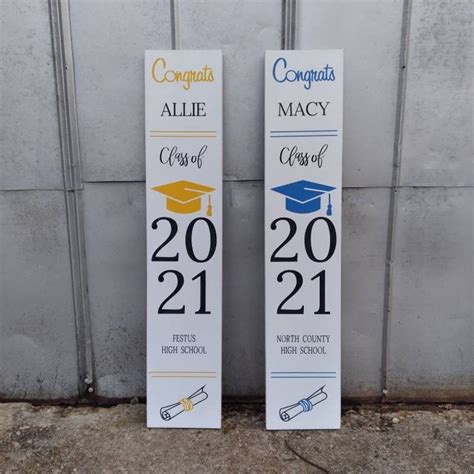 Congrats
ALLIE
Class of
20
21
FESTUS
HIGH SCHOOL
Congrats
MACY
Class of
20
21
NORTH COUNTY
HIGH SCHOOL